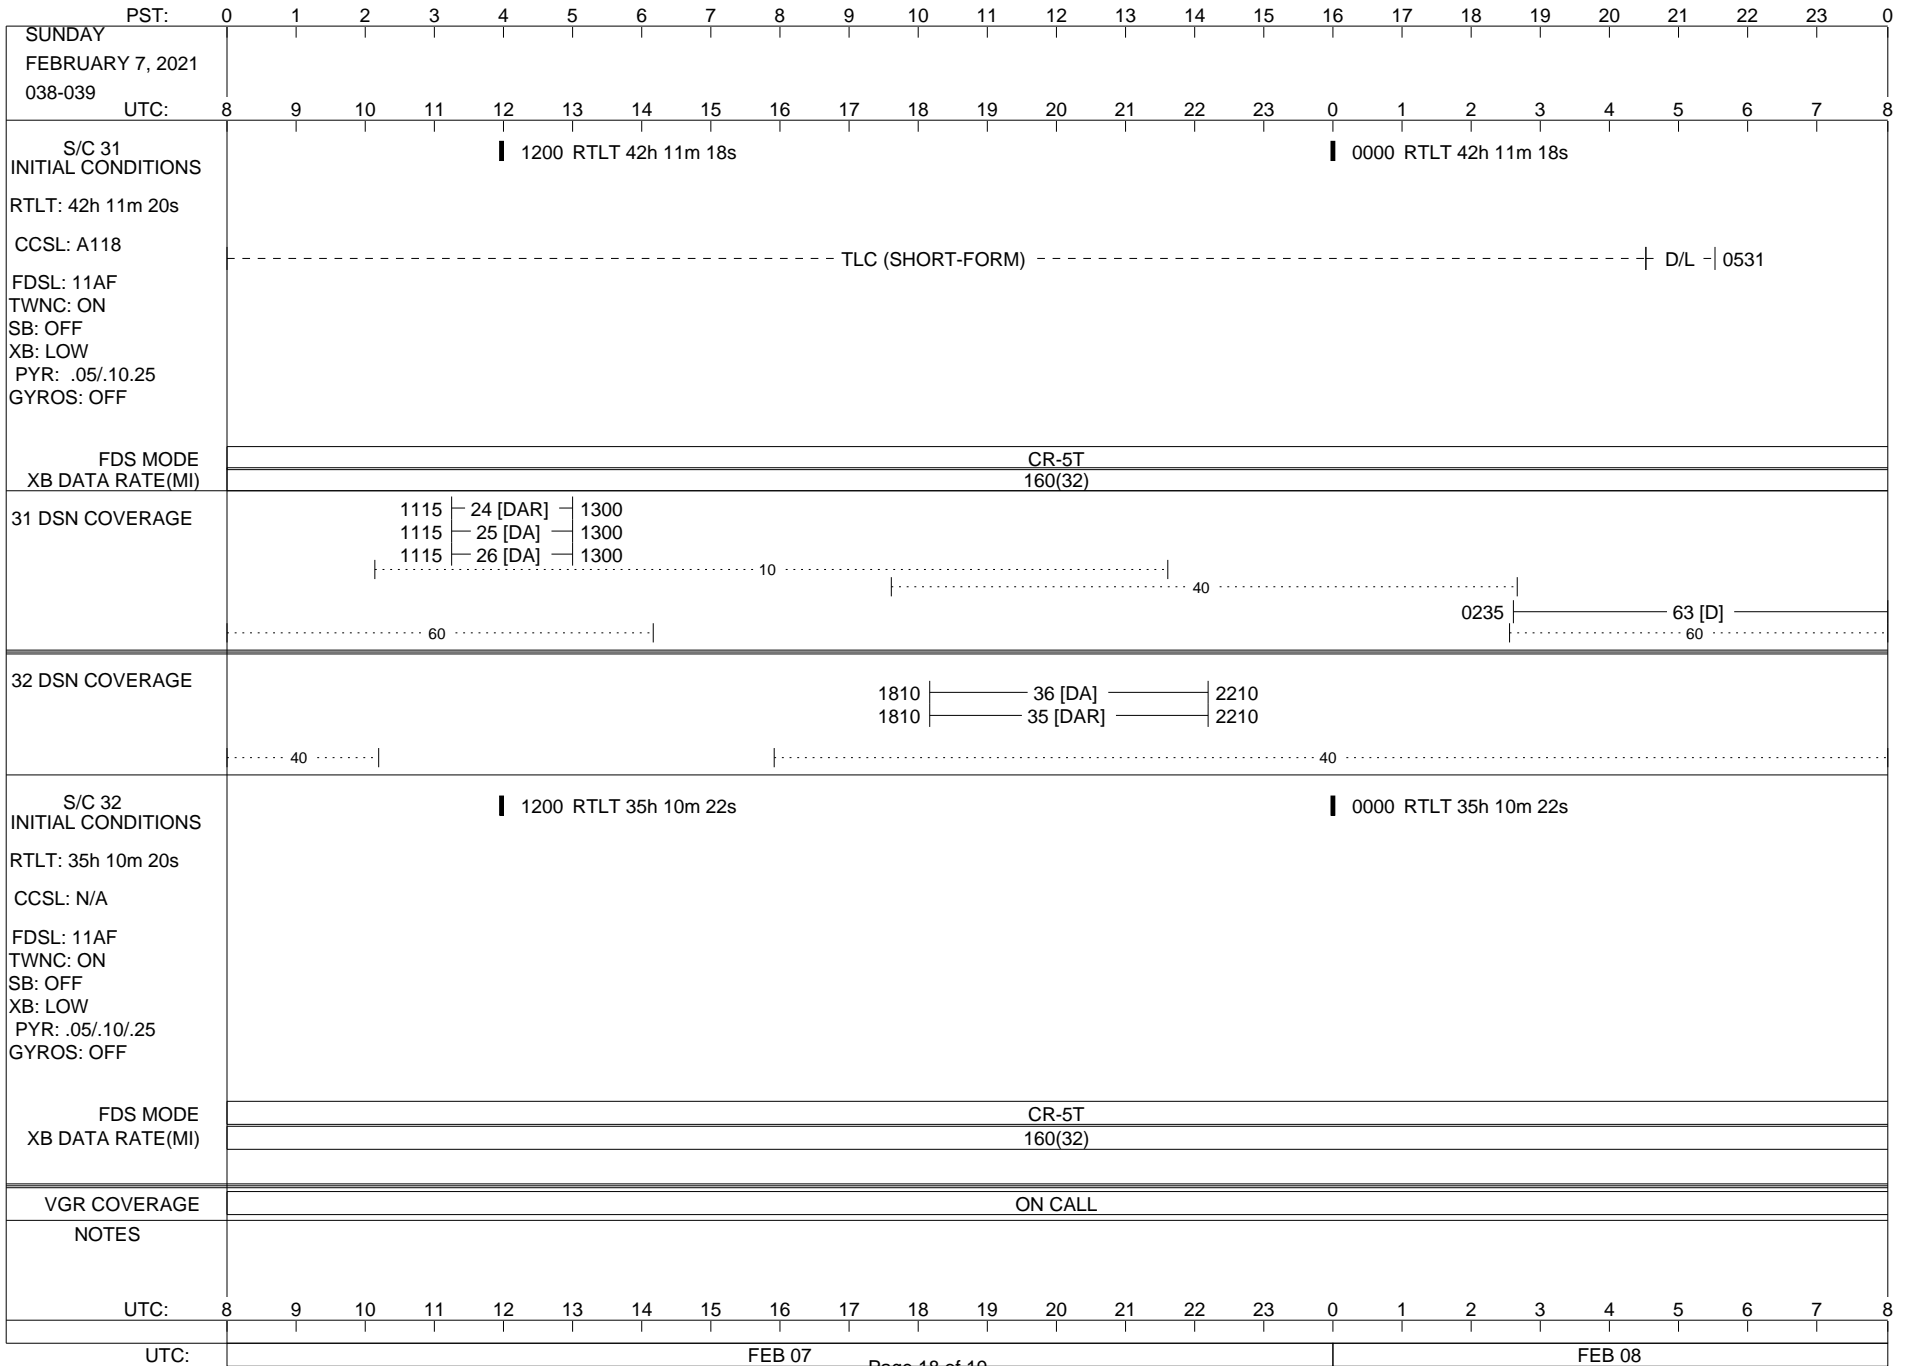 PST: 0 1 2 3 4 5 6 7 8 9 10 11 12 13 14 15 16 17 18 19 20 21 22 23 0
SUNDAY
FEBRUARY 7, 2021
038-039
UTC: 8 9 10 11 12 13 14 15 16 17 18 19 20 21 22 23 0 1 2 3 4 5 6 7 8
S/C 31
INITIAL CONDITIONS
1200 RTLT 42h 11m 18s
0000 RTLT 42h 11m 18s
RTLT: 42h 11m 20s
CCSL: A118
TLC (SHORT-FORM) D/L 0531
FDSL: 11AF
TWNC: ON
SB: OFF
XB: LOW
PYR: .05/.10.25
GYROS: OFF
FDS MODE CR-5T
XB DATA RATE(MI) 160(32)
31 DSN COVERAGE
1115 24 [DAR] 1300
1115 25 [DA] 1300
1115 26 [DA] 1300
10
40
0235 63 [D]
60 60
32 DSN COVERAGE
1810 36 [DA] 2210
1810 35 [DAR] 2210
40 40
S/C 32
INITIAL CONDITIONS
1200 RTLT 35h 10m 22s
0000 RTLT 35h 10m 22s
RTLT: 35h 10m 20s
CCSL: N/A
FDSL: 11AF
TWNC: ON
SB: OFF
XB: LOW
PYR: .05/.10/.25
GYROS: OFF
FDS MODE CR-5T
XB DATA RATE(MI) 160(32)
VGR COVERAGE ON CALL
NOTES
UTC: 8 9 10 11 12 13 14 15 16 17 18 19 20 21 22 23 0 1 2 3 4 5 6 7 8
UTC: FEB 07 FEB 08
Page 18 of 19